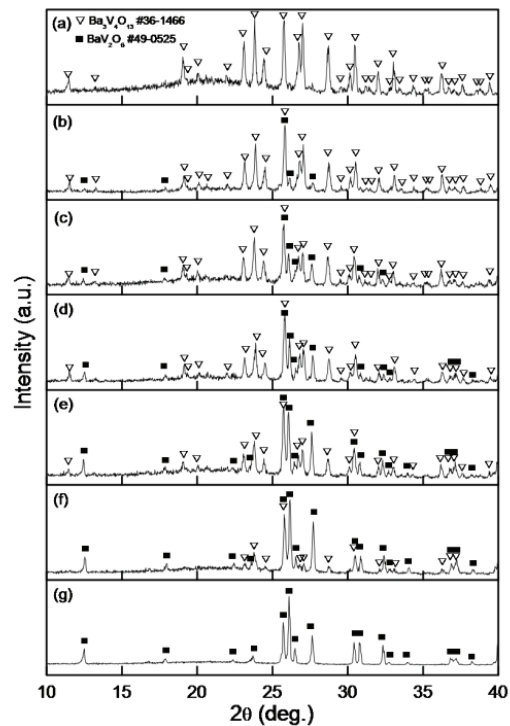 (a)
▽ Ba₃V₄O₁₃ #36-1466
■ BaV₂O₆ #49-0525
(b)
(c)
(d)
(e)
(f)
(g)
Intensity (a.u.)
10 15 20 25 30 35 40
2θ (deg.)